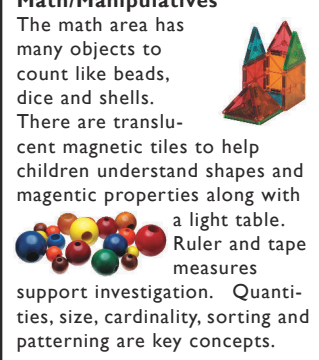 Math/Manipulatives
The math area has
many objects to
count like beads,
dice and shells.
There are translu-
cent magnetic tiles to help
children understand shapes and
magentic properties along with
a light table.
Ruler and tape
measures
support investigation.   Quanti-
ties, size, cardinality, sorting and
patterning are key concepts.